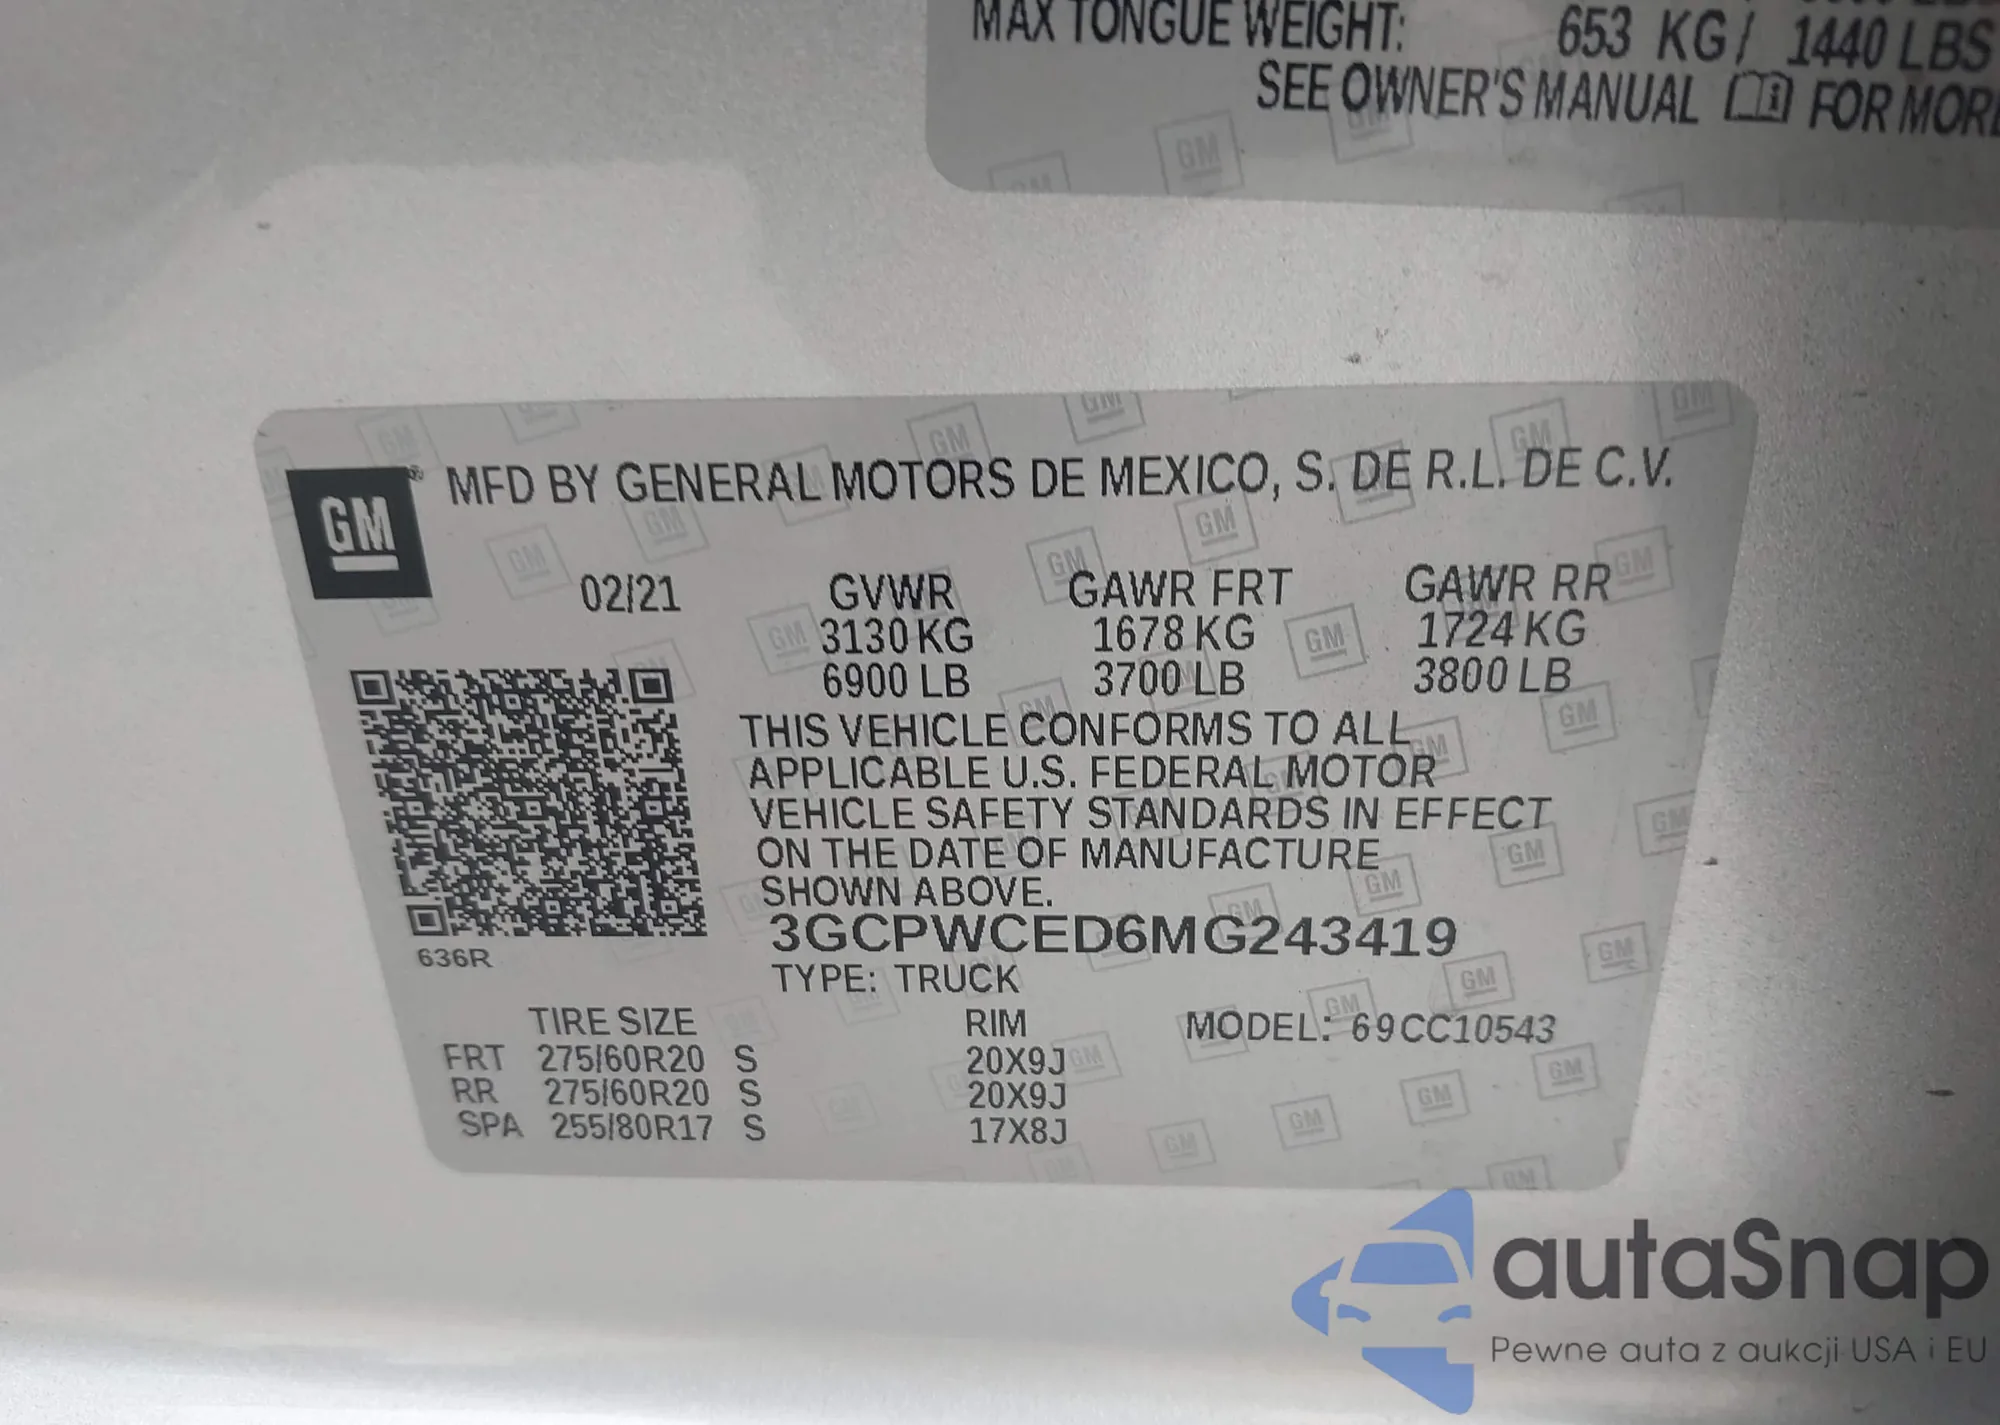 MAX TONGUE WEIGHT: 653 KG / 1440 LBS
SEE OWNER'S MANUAL FOR MORE
GM ® MFD BY GENERAL MOTORS DE MEXICO, S. DE R.L. DE C.V.
02/21 GVWR GAWR FRT GAWR RR
3130 KG 1678 KG 1724 KG
6900 LB 3700 LB 3800 LB
THIS VEHICLE CONFORMS TO ALL
APPLICABLE U.S. FEDERAL MOTOR
VEHICLE SAFETY STANDARDS IN EFFECT
ON THE DATE OF MANUFACTURE
SHOWN ABOVE.
3GCPWCED6MG243419
636R
TYPE: TRUCK
TIRE SIZE RIM MODEL: 69CC10543
FRT 275/60R20 S 20X9J
RR 275/60R20 S 20X9J
SPA 255/80R17 S 17X8J
autaSnap
Pewne auta z aukcji USA i EU